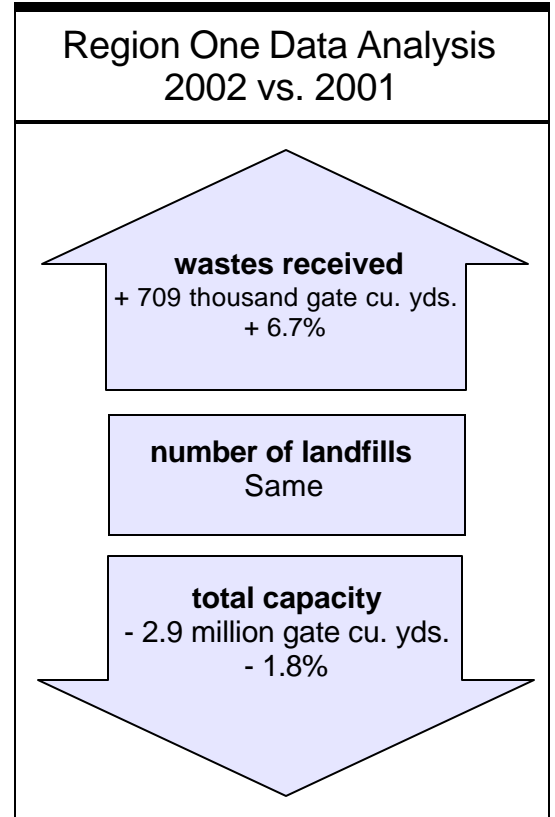 Region One Data Analysis
2002 vs. 2001
wastes received
+ 709 thousand gate cu. yds.
+ 6.7%
number of landfills
Same
total capacity
- 2.9 million gate cu. yds.
- 1.8%